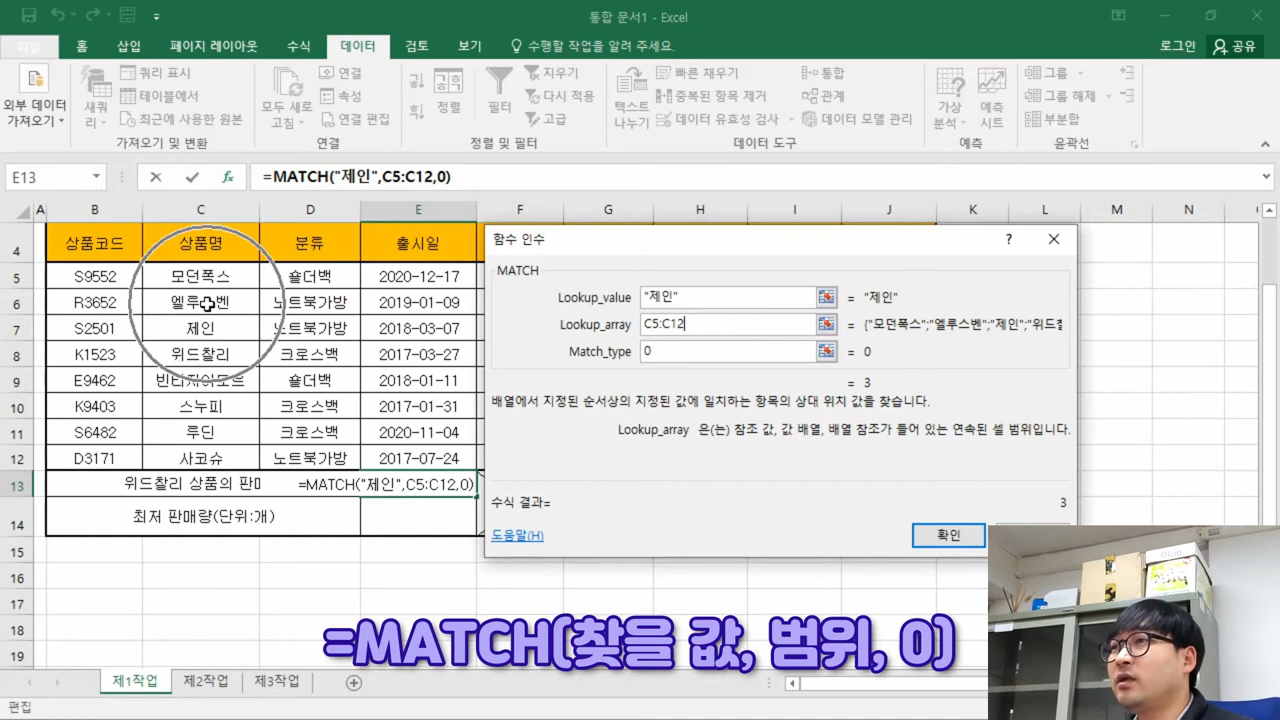 통합 문서1 - Excel
파일 홈 삽입 페이지 레이아웃 수식 데이터 검토 보기 수행할 작업을 알려 주세요. 로그인 공유
외부 데이터 가져오기
새 쿼리
쿼리 표시
테이블에서
최근에 사용한 원본
가져오기 및 변환
모두 새로 고침
연결
속성
연결 편집
연결
정렬
필터
지우기
다시 적용
고급
정렬 및 필터
텍스트 나누기
빠른 채우기
중복된 항목 제거
데이터 유효성 검사
통합
관계
데이터 모델 관리
데이터 도구
가상 분석
예측 시트
예측
그룹
그룹 해제
부분합
윤곽선
E13 fx =MATCH("제인",C5:C12,0)
A B C D E F G H I J K L M N
4 상품코드 상품명 분류 출시일
5 S9552 모던폭스 숄더백 2020-12-17
6 R3652 엘루스벤 노트북가방 2019-01-09
7 S2501 제인 노트북가방 2018-03-07
8 K1523 위드찰리 크로스백 2017-03-27
9 E9462 숄더백 2018-01-11
10 K9403 스누피 크로스백 2017-01-31
11 S6482 루딘 크로스백 2020-11-04
12 D3171 사코슈 노트북가방 2017-07-24
13 위드찰리 상품의 판매 =MATCH("제인",C5:C12,0)
14 최저 판매량(단위:개)
15
16
17
18
19
함수 인수 ?
MATCH
Lookup_value "제인" = "제인"
Lookup_array C5:C12 = {"모던폭스";"엘루스벤";"제인";"위드찰
Match_type 0 = 0
= 3
배열에서 지정된 순서상의 지정된 값에 일치하는 항목의 상대 위치 값을 찾습니다.
Lookup_array 은(는) 참조 값, 값 배열, 배열 참조가 들어 있는 연속된 셀 범위입니다.
수식 결과= 3
도움말(H) 확인
=MATCH(찾을 값, 범위, 0)
제1작업 제2작업 제3작업
편집